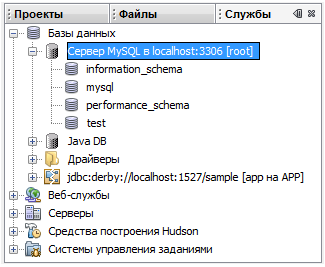 Проекты Файлы Службы
Базы данных
Сервер MySQL в localhost:3306 [root]
information_schema
mysql
performance_schema
test
Java DB
Драйверы
jdbc:derby://localhost:1527/sample [app на APP]
Веб-службы
Серверы
Средства построения Hudson
Системы управления заданиями